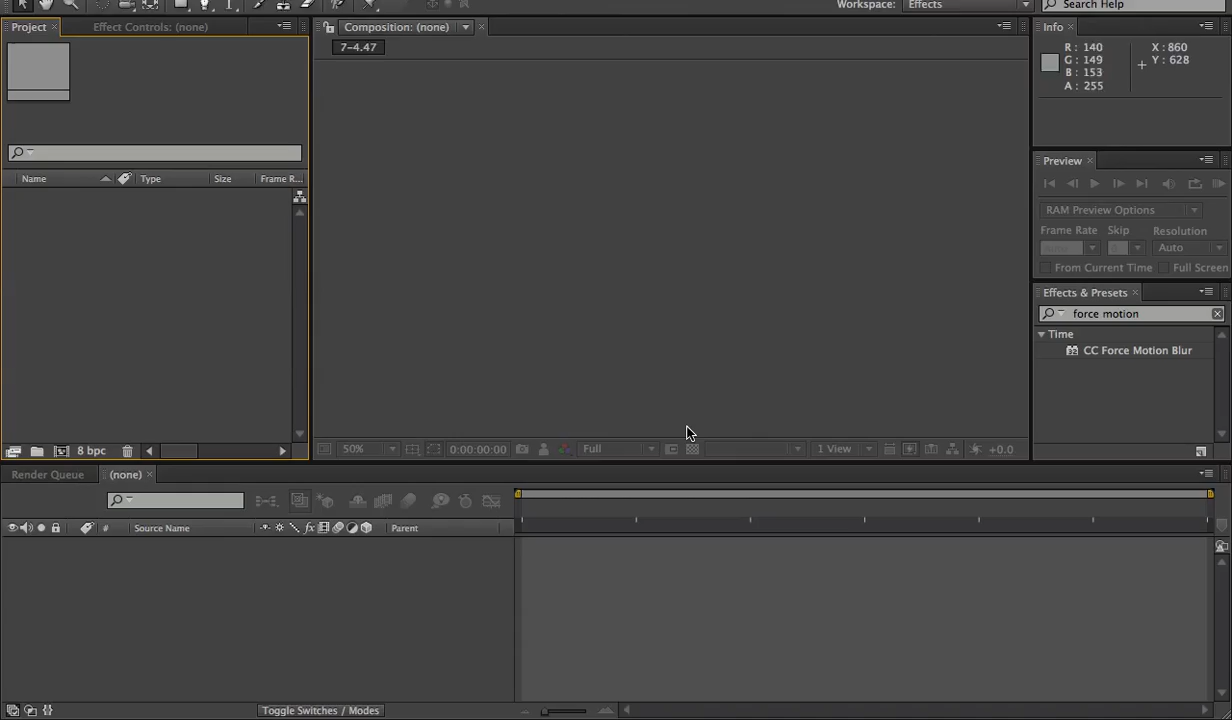 Workspace: Effects Search Help
Project Effect Controls: (none) Composition: (none) Info
7-4.47
R: 140 X: 860
G: 149 Y: 628
B: 153
A: 255
Preview
Name Type Size Frame R...
RAM Preview Options
Frame Rate Skip Resolution
Auto
From Current Time Full Screen
Effects & Presets
force motion
Time
CC Force Motion Blur
8 bpc 50% 0:00:00:00 Full 1 View +0.0
Render Queue (none)
# Source Name fx Parent
Toggle Switches / Modes